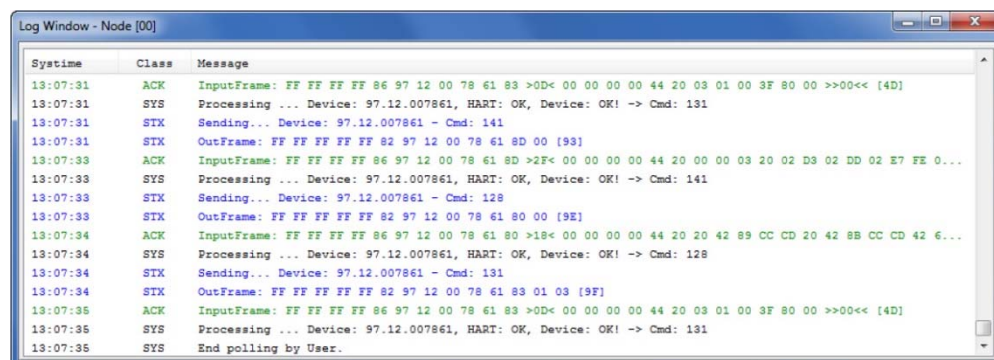 Log Window - Node [00]
Systime Class Message
13:07:31 ACK InputFrame: FF FF FF FF 86 97 12 00 78 61 83 >0D< 00 00 00 00 44 20 03 01 00 3F 80 00 >>00<< [4D]
13:07:31 SYS Processing ... Device: 97.12.007861, HART: OK, Device: OK! -> Cmd: 131
13:07:31 STX Sending... Device: 97.12.007861 - Cmd: 141
13:07:31 STX OutFrame: FF FF FF FF FF 82 97 12 00 78 61 8D 00 [93]
13:07:33 ACK InputFrame: FF FF FF FF 86 97 12 00 78 61 8D >2F< 00 00 00 00 44 20 00 00 03 20 02 D3 02 DD 02 E7 FE 0...
13:07:33 SYS Processing ... Device: 97.12.007861, HART: OK, Device: OK! -> Cmd: 141
13:07:33 STX Sending... Device: 97.12.007861 - Cmd: 128
13:07:33 STX OutFrame: FF FF FF FF FF 82 97 12 00 78 61 80 00 [9E]
13:07:34 ACK InputFrame: FF FF FF FF 86 97 12 00 78 61 80 >18< 00 00 00 00 44 20 20 42 89 CC CD 20 42 8B CC CD 42 6...
13:07:34 SYS Processing ... Device: 97.12.007861, HART: OK, Device: OK! -> Cmd: 128
13:07:34 STX Sending... Device: 97.12.007861 - Cmd: 131
13:07:34 STX OutFrame: FF FF FF FF FF 82 97 12 00 78 61 83 01 03 [9F]
13:07:35 ACK InputFrame: FF FF FF FF 86 97 12 00 78 61 83 >0D< 00 00 00 00 44 20 03 01 00 3F 80 00 >>00<< [4D]
13:07:35 SYS Processing ... Device: 97.12.007861, HART: OK, Device: OK! -> Cmd: 131
13:07:35 SYS End polling by User.